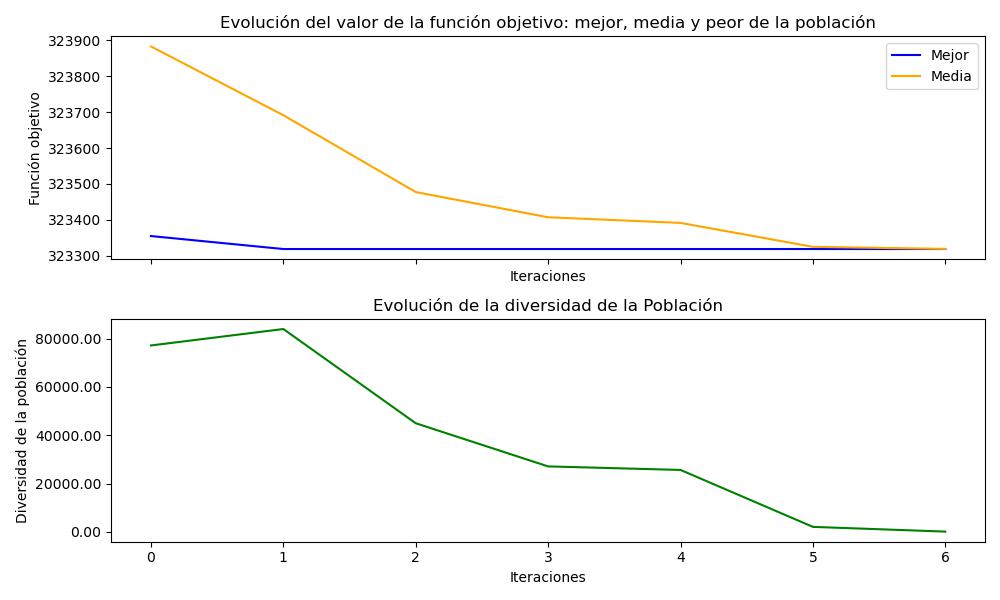 Evolución del valor de la función objetivo: mejor, media y peor de la población
323900
323800
323700
323600
323500
323400
323300
Función objetivo
Mejor
Media
Iteraciones
Evolución de la diversidad de la Población
80000.00
60000.00
40000.00
20000.00
0.00
Diversidad de la población
0 1 2 3 4 5 6
Iteraciones